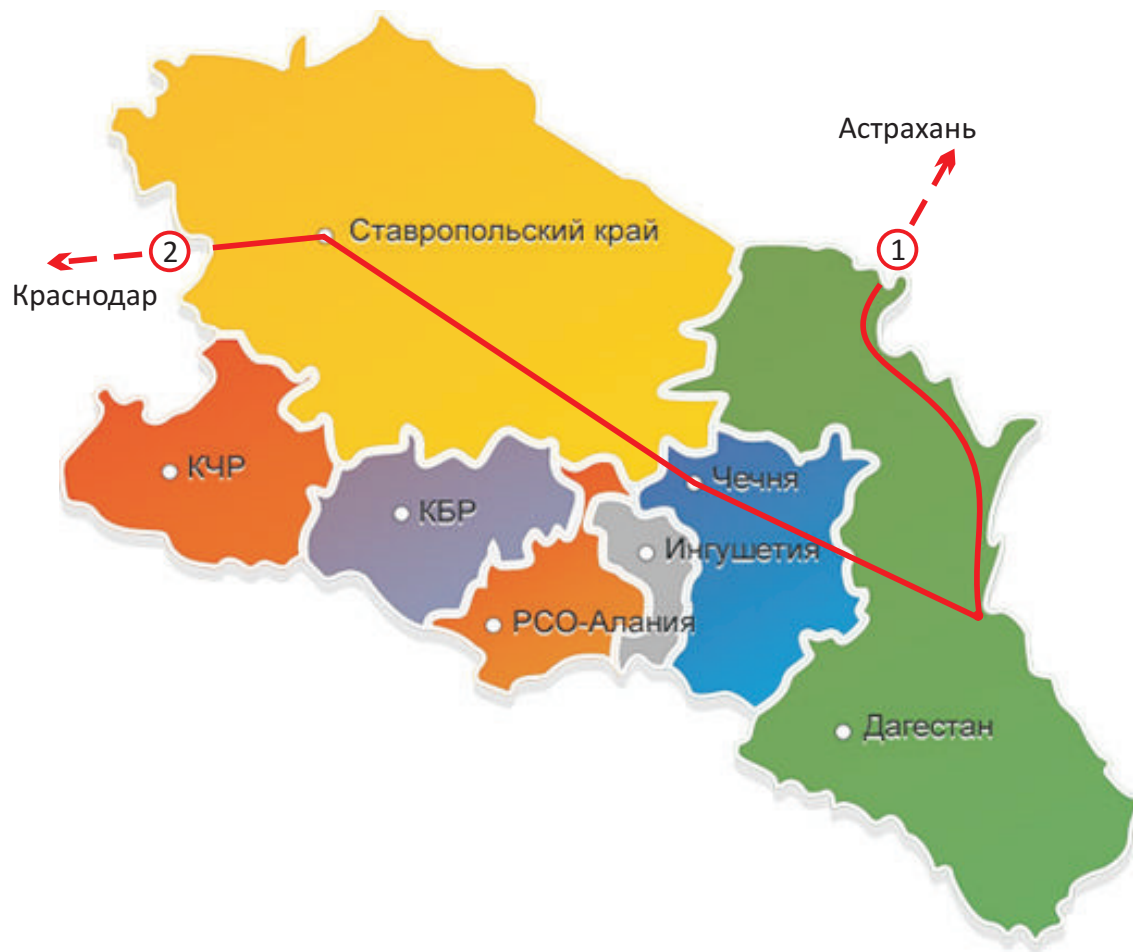 Астрахань
Ставропольский край
1
2
Краснодар
КЧР
Чечня
КБР
Ингушетия
РСО-Алания
Дагестан